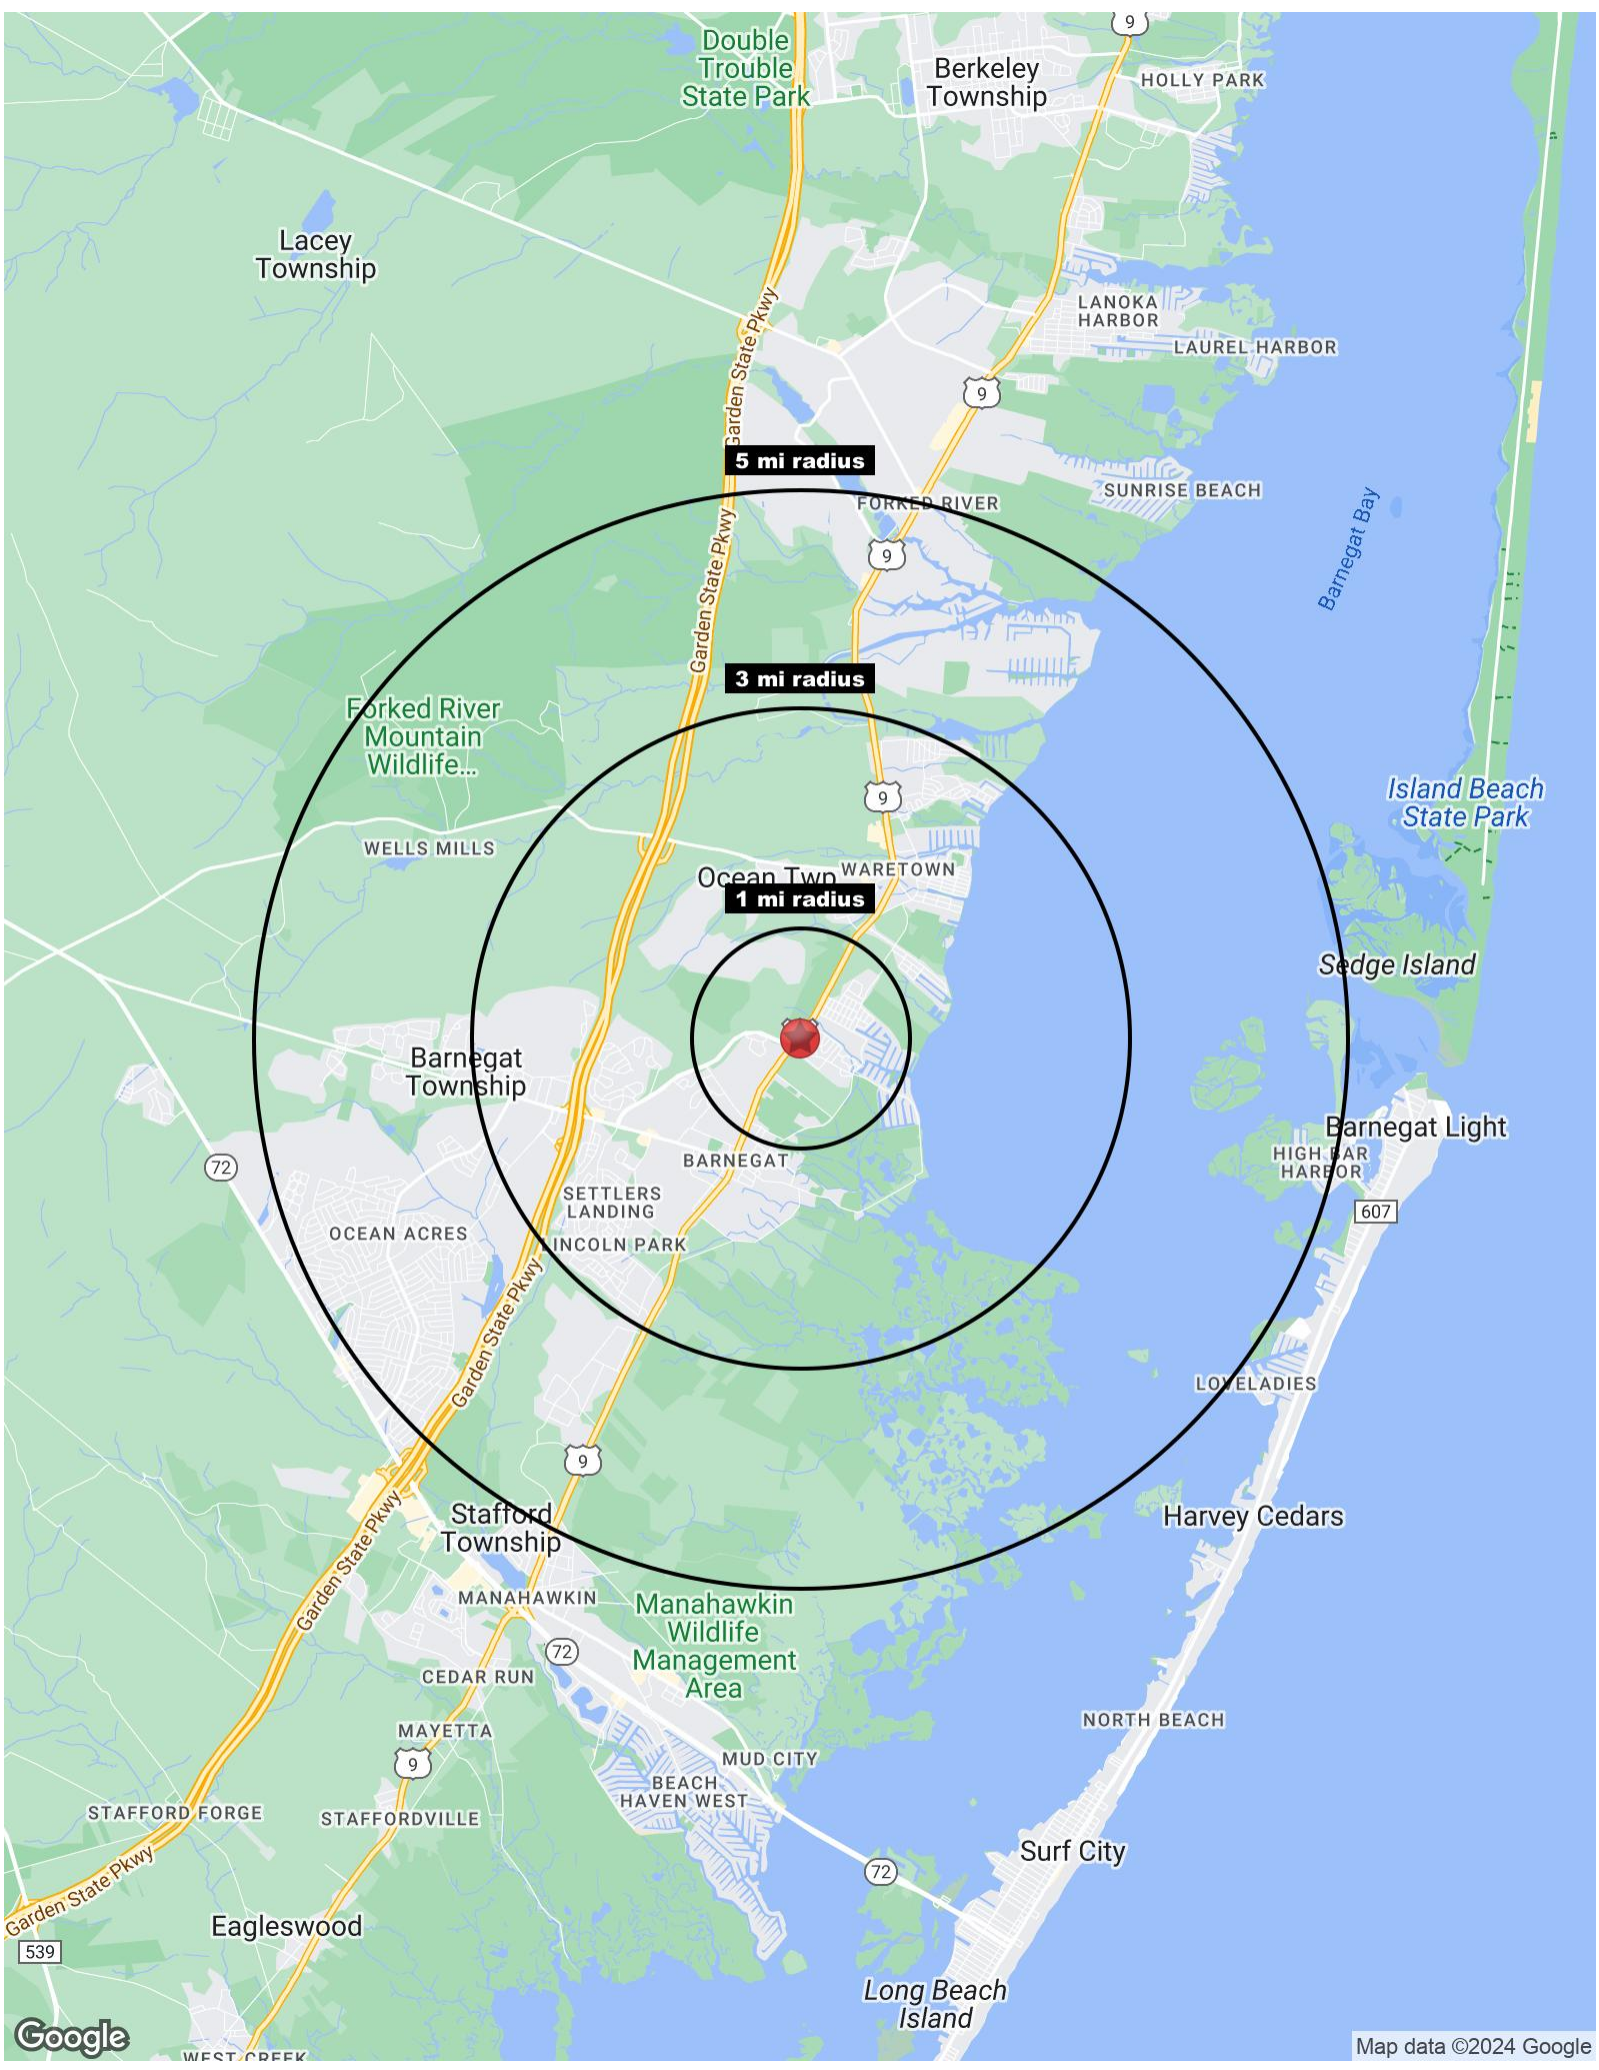 9
Double
Trouble
State Park
Berkeley
Township
HOLLY PARK
Lacey
Township
Garden State Pkwy
LANOKA
HARBOR
LAUREL HARBOR
9
5 mi radius
SUNRISE BEACH
FORKED RIVER
Barnegat Bay
9
Garden State Pkwy
3 mi radius
Forked River
Mountain
Wildlife...
9
Island Beach
State Park
WELLS MILLS
Ocean Twp
WARETOWN
1 mi radius
Sedge Island
Barnegat
Township
Barnegat Light
HIGH BAR
HARBOR
72
BARNEGAT
SETTLERS
LANDING
607
OCEAN ACRES
LINCOLN PARK
Garden State Pkwy
LOVELADIES
9
Stafford
Township
Harvey Cedars
Garden State Pkwy
MANAHAWKIN
Manahawkin
Wildlife
Management
Area
72
CEDAR RUN
NORTH BEACH
MAYETTA
9
MUD CITY
BEACH
HAVEN WEST
STAFFORD FORGE
STAFFORDVILLE
Surf City
72
Garden State Pkwy
Eagleswood
539
Long Beach
Island
Google
WEST CREEK
Map data ©2024 Google